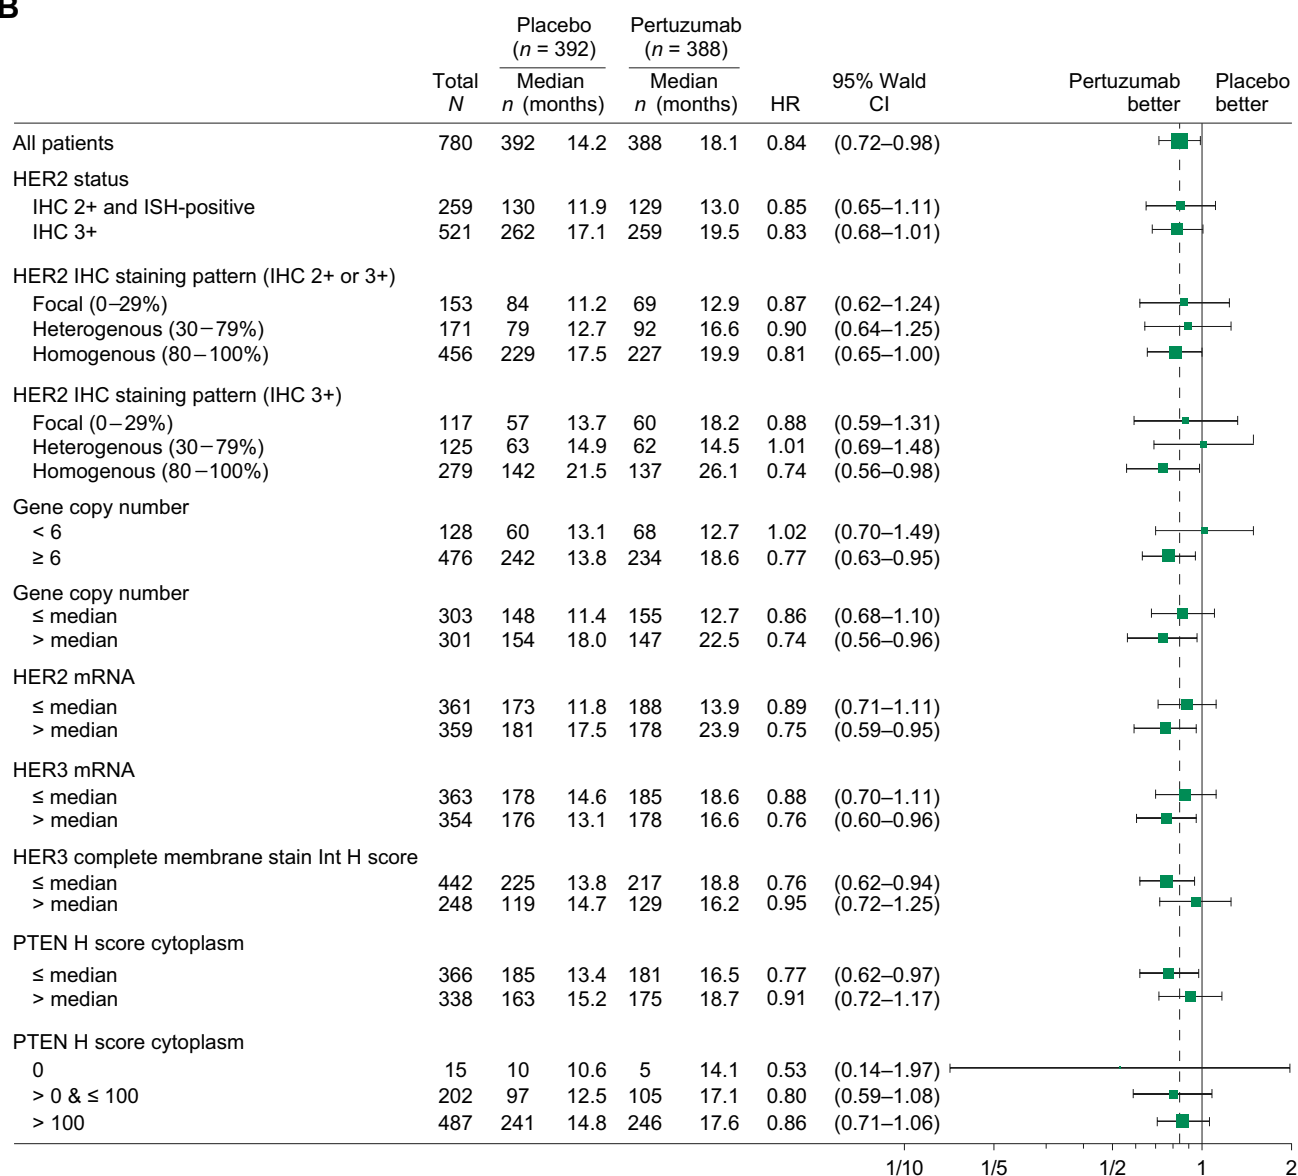 B
Placebo Pertuzumab
(n = 392) (n = 388)
Total Median Median 95% Wald Pertuzumab Placebo
N n (months) n (months) HR CI better better
All patients 780 392 14.2 388 18.1 0.84 (0.72–0.98)
HER2 status
IHC 2+ and ISH-positive 259 130 11.9 129 13.0 0.85 (0.65–1.11)
IHC 3+ 521 262 17.1 259 19.5 0.83 (0.68–1.01)
HER2 IHC staining pattern (IHC 2+ or 3+)
Focal (0–29%) 153 84 11.2 69 12.9 0.87 (0.62–1.24)
Heterogenous (30–79%) 171 79 12.7 92 16.6 0.90 (0.64–1.25)
Homogenous (80–100%) 456 229 17.5 227 19.9 0.81 (0.65–1.00)
HER2 IHC staining pattern (IHC 3+)
Focal (0–29%) 117 57 13.7 60 18.2 0.88 (0.59–1.31)
Heterogenous (30–79%) 125 63 14.9 62 14.5 1.01 (0.69–1.48)
Homogenous (80–100%) 279 142 21.5 137 26.1 0.74 (0.56–0.98)
Gene copy number
< 6 128 60 13.1 68 12.7 1.02 (0.70–1.49)
≥ 6 476 242 13.8 234 18.6 0.77 (0.63–0.95)
Gene copy number
≤ median 303 148 11.4 155 12.7 0.86 (0.68–1.10)
> median 301 154 18.0 147 22.5 0.74 (0.56–0.96)
HER2 mRNA
≤ median 361 173 11.8 188 13.9 0.89 (0.71–1.11)
> median 359 181 17.5 178 23.9 0.75 (0.59–0.95)
HER3 mRNA
≤ median 363 178 14.6 185 18.6 0.88 (0.70–1.11)
> median 354 176 13.1 178 16.6 0.76 (0.60–0.96)
HER3 complete membrane stain Int H score
≤ median 442 225 13.8 217 18.8 0.76 (0.62–0.94)
> median 248 119 14.7 129 16.2 0.95 (0.72–1.25)
PTEN H score cytoplasm
≤ median 366 185 13.4 181 16.5 0.77 (0.62–0.97)
> median 338 163 15.2 175 18.7 0.91 (0.72–1.17)
PTEN H score cytoplasm
0 15 10 10.6 5 14.1 0.53 (0.14–1.97)
> 0 & ≤ 100 202 97 12.5 105 17.1 0.80 (0.59–1.08)
> 100 487 241 14.8 246 17.6 0.86 (0.71–1.06)
1/10 1/5 1/2 1 2